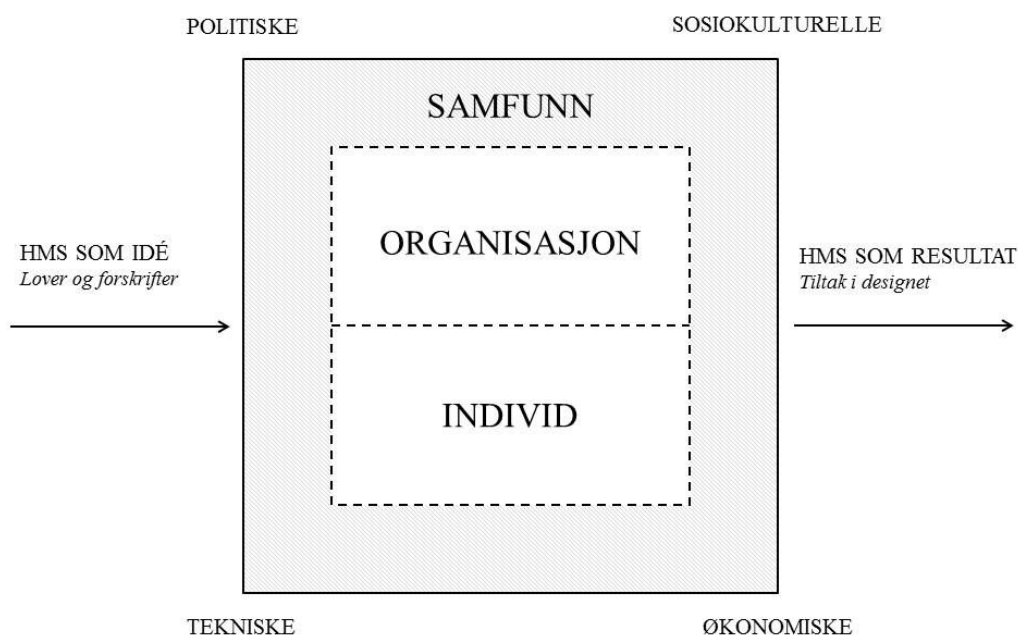 POLITISKE
SOSIOKULTURELLE
SAMFUNN
ORGANISASJON
HMS SOM IDÉ
Lover og forskrifter
HMS SOM RESULTAT
Tiltak i designet
INDIVID
TEKNISKE
ØKONOMISKE